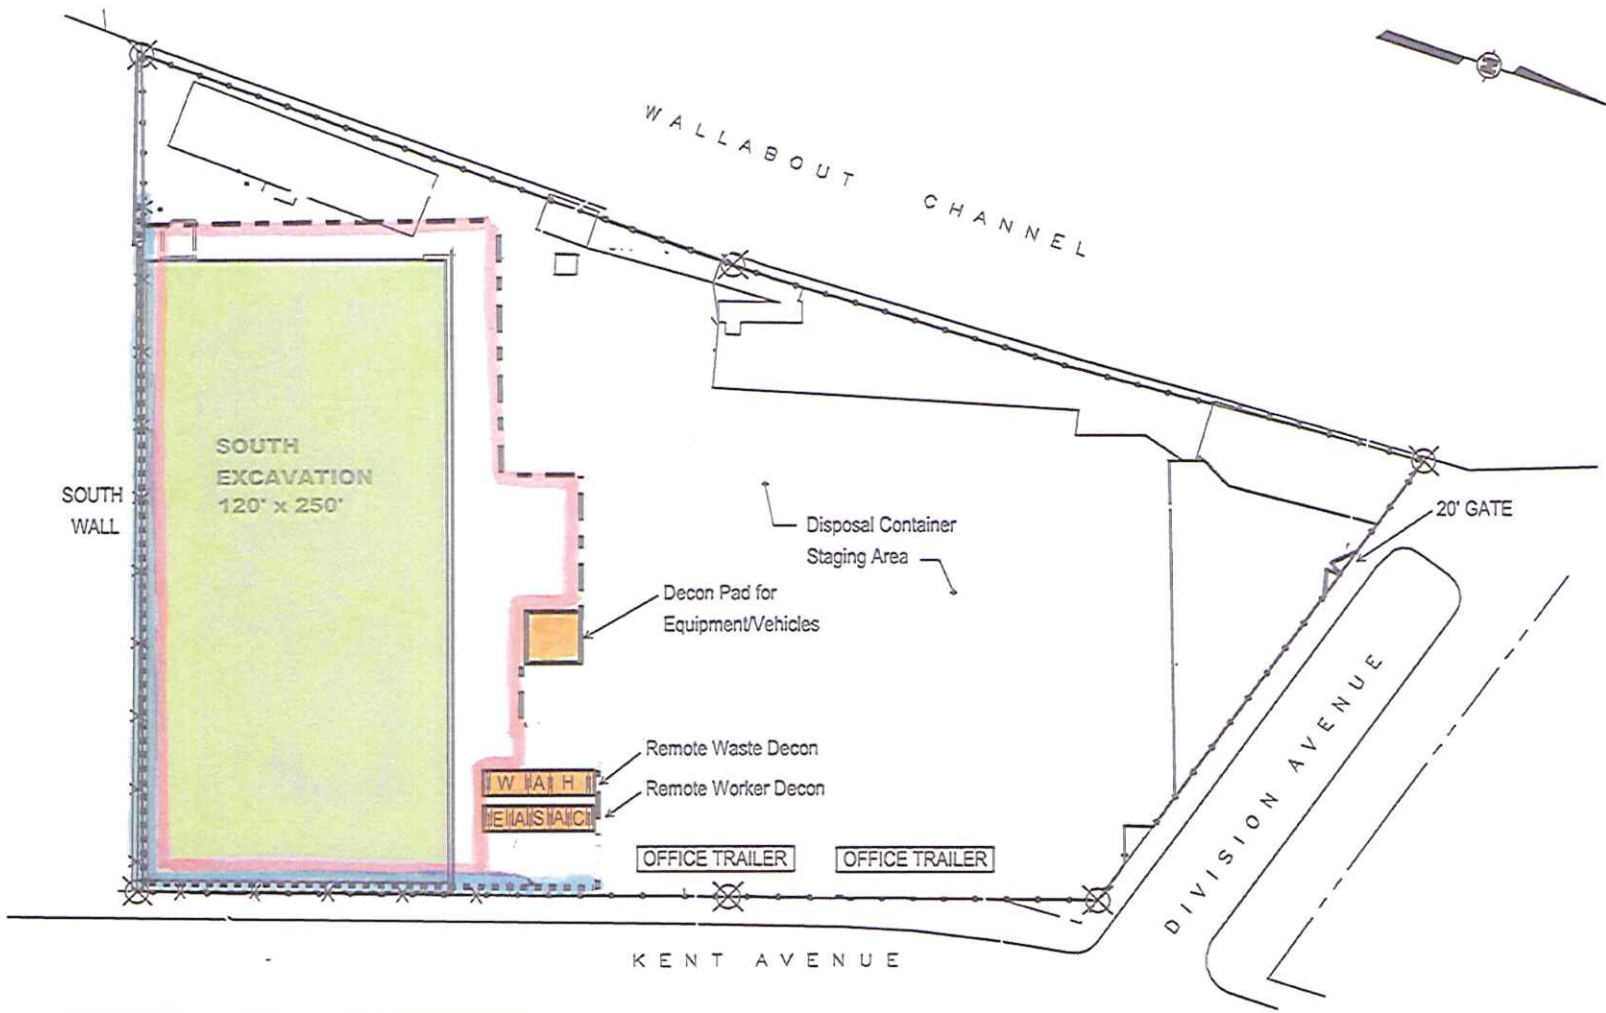 N
WALLABOUT CHANNEL
SOUTH
EXCAVATION
120' x 250'
SOUTH
WALL
20' GATE
Disposal Container
Staging Area
Decon Pad for
Equipment/Vehicles
Remote Waste Decon
W A H
Remote Worker Decon
E A S A C
OFFICE TRAILER
OFFICE TRAILER
DIVISION AVENUE
KENT AVENUE